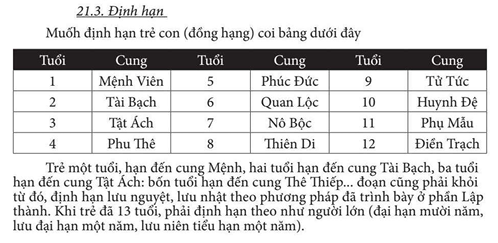 21.3. Định hạn
Muốh định hạn trẻ con (đồng hạng) coi bảng dưới đây
Tuổi Cung Tuổi Cung Tuổi Cung
1 Mệnh Viên 5 Phúc Đức 9 Tử Tức
2 Tài Bạch 6 Quan Lộc 10 Huynh Đệ
3 Tật Ách 7 Nô Bộc 11 Phụ Mẫu
4 Phu Thê 8 Thiên Di 12 Điền Trạch
Trẻ một tuổi, hạn đến cung Mệnh, hai tuổi hạn đến cung Tài Bạch, ba tuổi
hạn đến cung Tật Ách: bốn tuổi hạn đến cung Thê Thiếp... đoạn cũng phải khỏi
từ đó, định hạn lưu nguyệt, lưu nhật theo phương pháp đã trình bày ở phần Lập
thành. Khi trẻ đã 13 tuổi, phải định hạn theo như người lớn (đại hạn mười năm,
lưu đại hạn một năm, lưu niên tiểu hạn một năm).